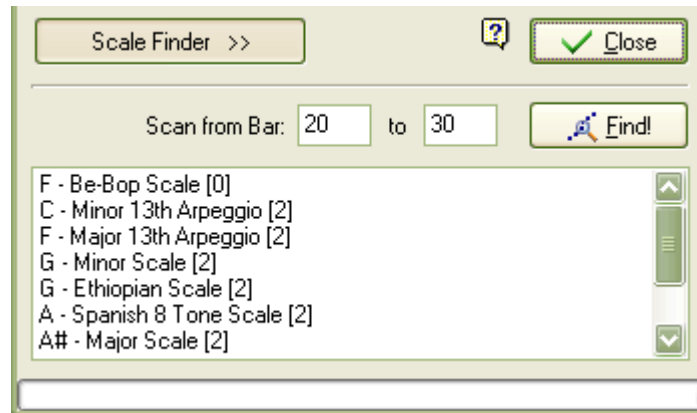 Scale Finder >>
Close
Scan from Bar: 20 to 30
Find!
F - Be-Bop Scale [0]
C - Minor 13th Arpeggio [2]
F - Major 13th Arpeggio [2]
G - Minor Scale [2]
G - Ethiopian Scale [2]
A - Spanish 8 Tone Scale [2]
A# - Major Scale [2]